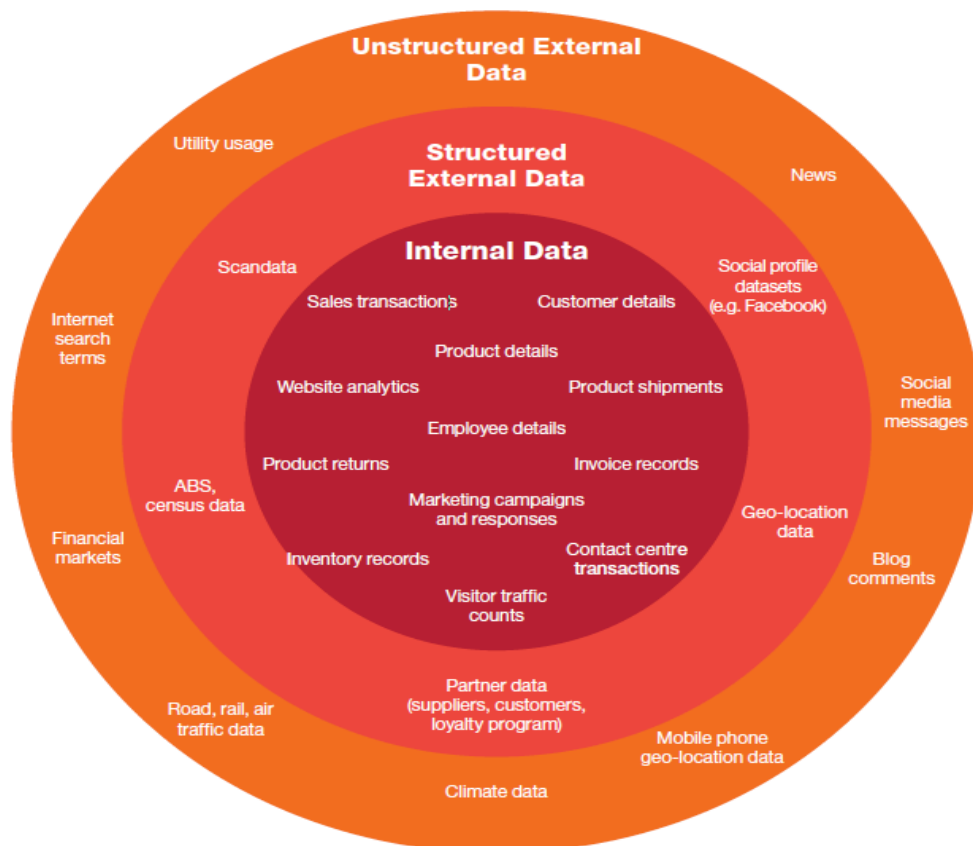 Unstructured External
Data
Utility usage
News
Structured
External Data
Internal Data
Scandata
Social profile
datasets
(e.g. Facebook)
Sales transactions
Customer details
Internet
search
terms
Product details
Website analytics
Product shipments
Social
media
messages
Employee details
Product returns
Invoice records
ABS,
census data
Marketing campaigns
and responses
Geo-location
data
Financial
markets
Inventory records
Contact centre
transactions
Blog
comments
Visitor traffic
counts
Partner data
(suppliers, customers,
loyalty program)
Road, rail, air
traffic data
Mobile phone
geo-location data
Climate data